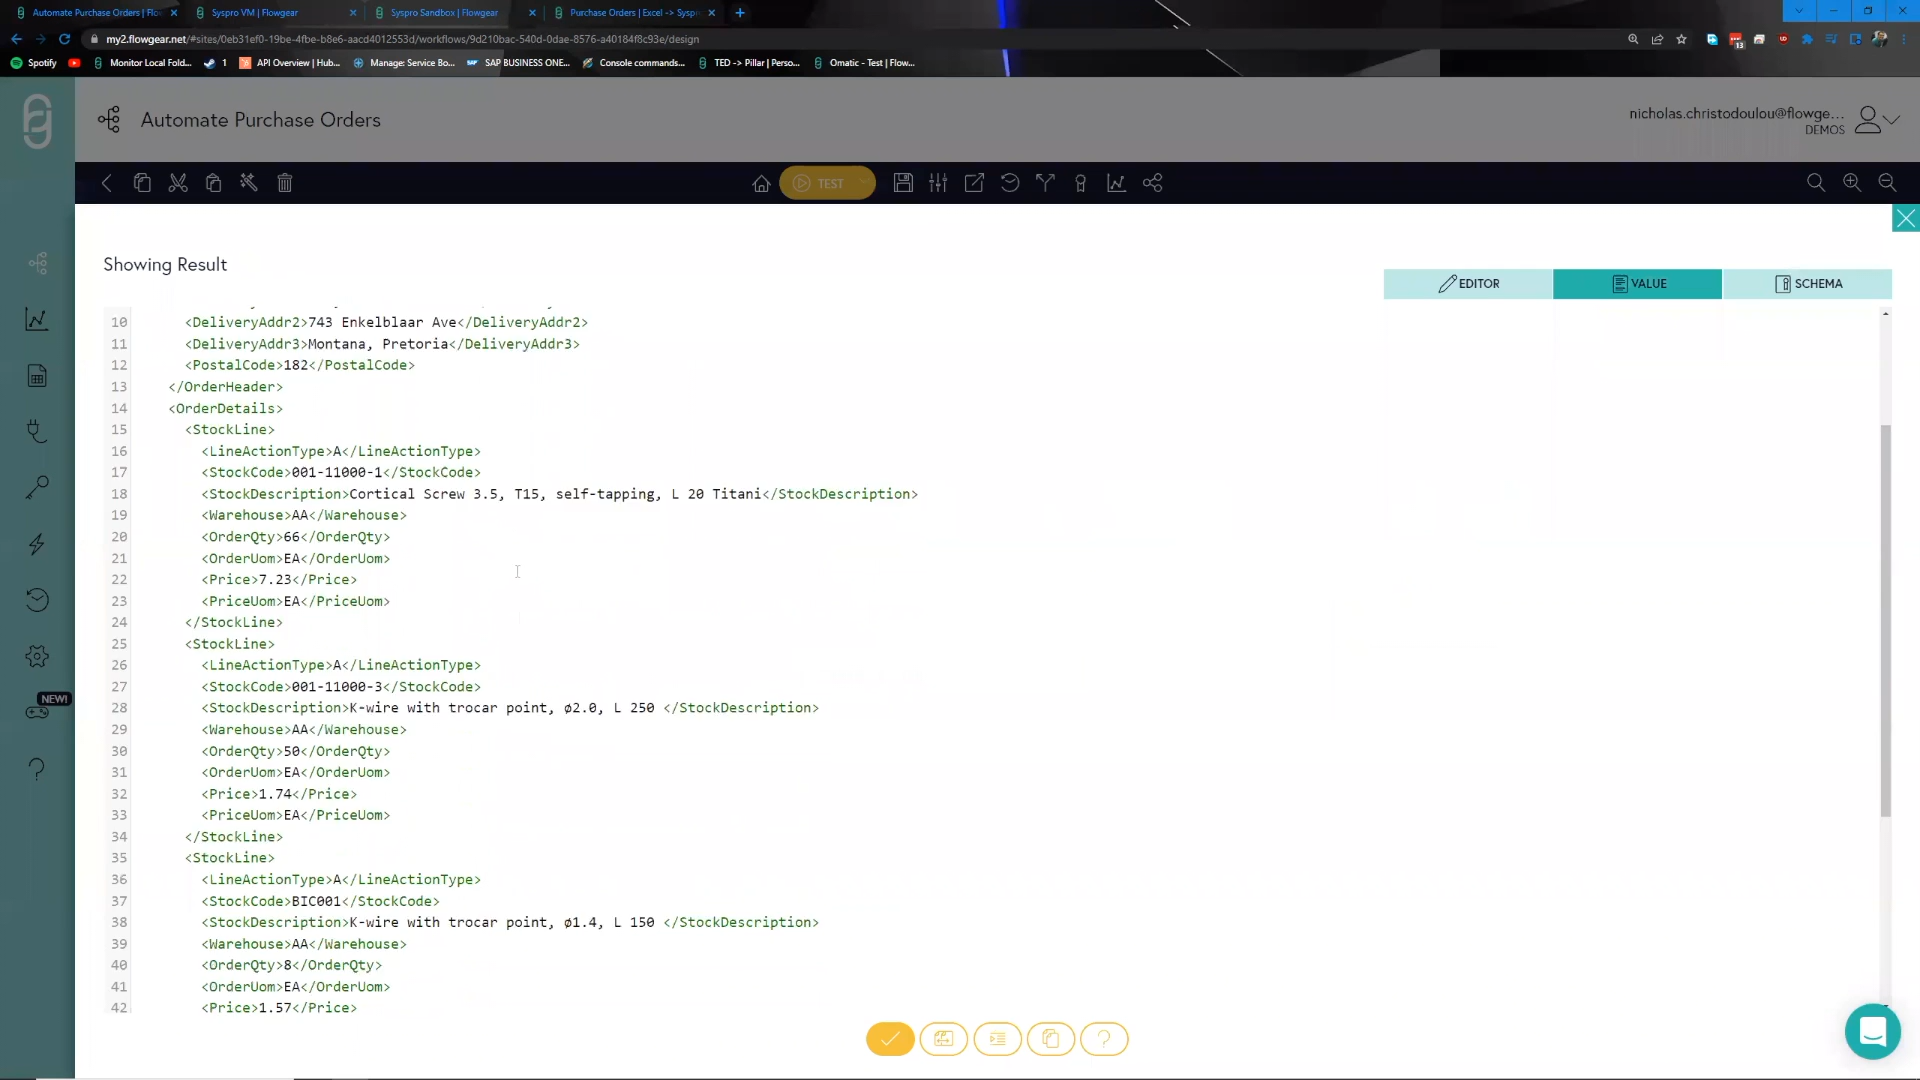 Automate Purchase Orders | Flow
Syspro VM | Flowgear
Syspro Sandbox | Flowgear
Purchase Orders | Excel -> Syspr
my2.flowgear.net/#sites/0eb31ef0-19be-4fbe-b8e6-aacd4012553d/workflows/9d210bac-540d-0dae-8576-a40184f8c93e/design
13
Spotify
Monitor Local Fold...
1
API Overview | Hub...
Manage: Service Bo...
SAP BUSINESS ONE...
Console commands...
TED -> Pillar | Perso...
Omatic - Test | Flow...
Automate Purchase Orders
nicholas.christodoulou@flowge...
DEMOS
TEST
Showing Result
EDITOR
VALUE
SCHEMA
NEW!
10 <DeliveryAddr2>743 Enkelblaar Ave</DeliveryAddr2>
11 <DeliveryAddr3>Montana, Pretoria</DeliveryAddr3>
12 <PostalCode>182</PostalCode>
13 </OrderHeader>
14 <OrderDetails>
15 <StockLine>
16 <LineActionType>A</LineActionType>
17 <StockCode>001-11000-1</StockCode>
18 <StockDescription>Cortical Screw 3.5, T15, self-tapping, L 20 Titani</StockDescription>
19 <Warehouse>AA</Warehouse>
20 <OrderQty>66</OrderQty>
21 <OrderUom>EA</OrderUom>
22 <Price>7.23</Price>
23 <PriceUom>EA</PriceUom>
24 </StockLine>
25 <StockLine>
26 <LineActionType>A</LineActionType>
27 <StockCode>001-11000-3</StockCode>
28 <StockDescription>K-wire with trocar point, ø2.0, L 250 </StockDescription>
29 <Warehouse>AA</Warehouse>
30 <OrderQty>50</OrderQty>
31 <OrderUom>EA</OrderUom>
32 <Price>1.74</Price>
33 <PriceUom>EA</PriceUom>
34 </StockLine>
35 <StockLine>
36 <LineActionType>A</LineActionType>
37 <StockCode>BIC001</StockCode>
38 <StockDescription>K-wire with trocar point, ø1.4, L 150 </StockDescription>
39 <Warehouse>AA</Warehouse>
40 <OrderQty>8</OrderQty>
41 <OrderUom>EA</OrderUom>
42 <Price>1.57</Price>